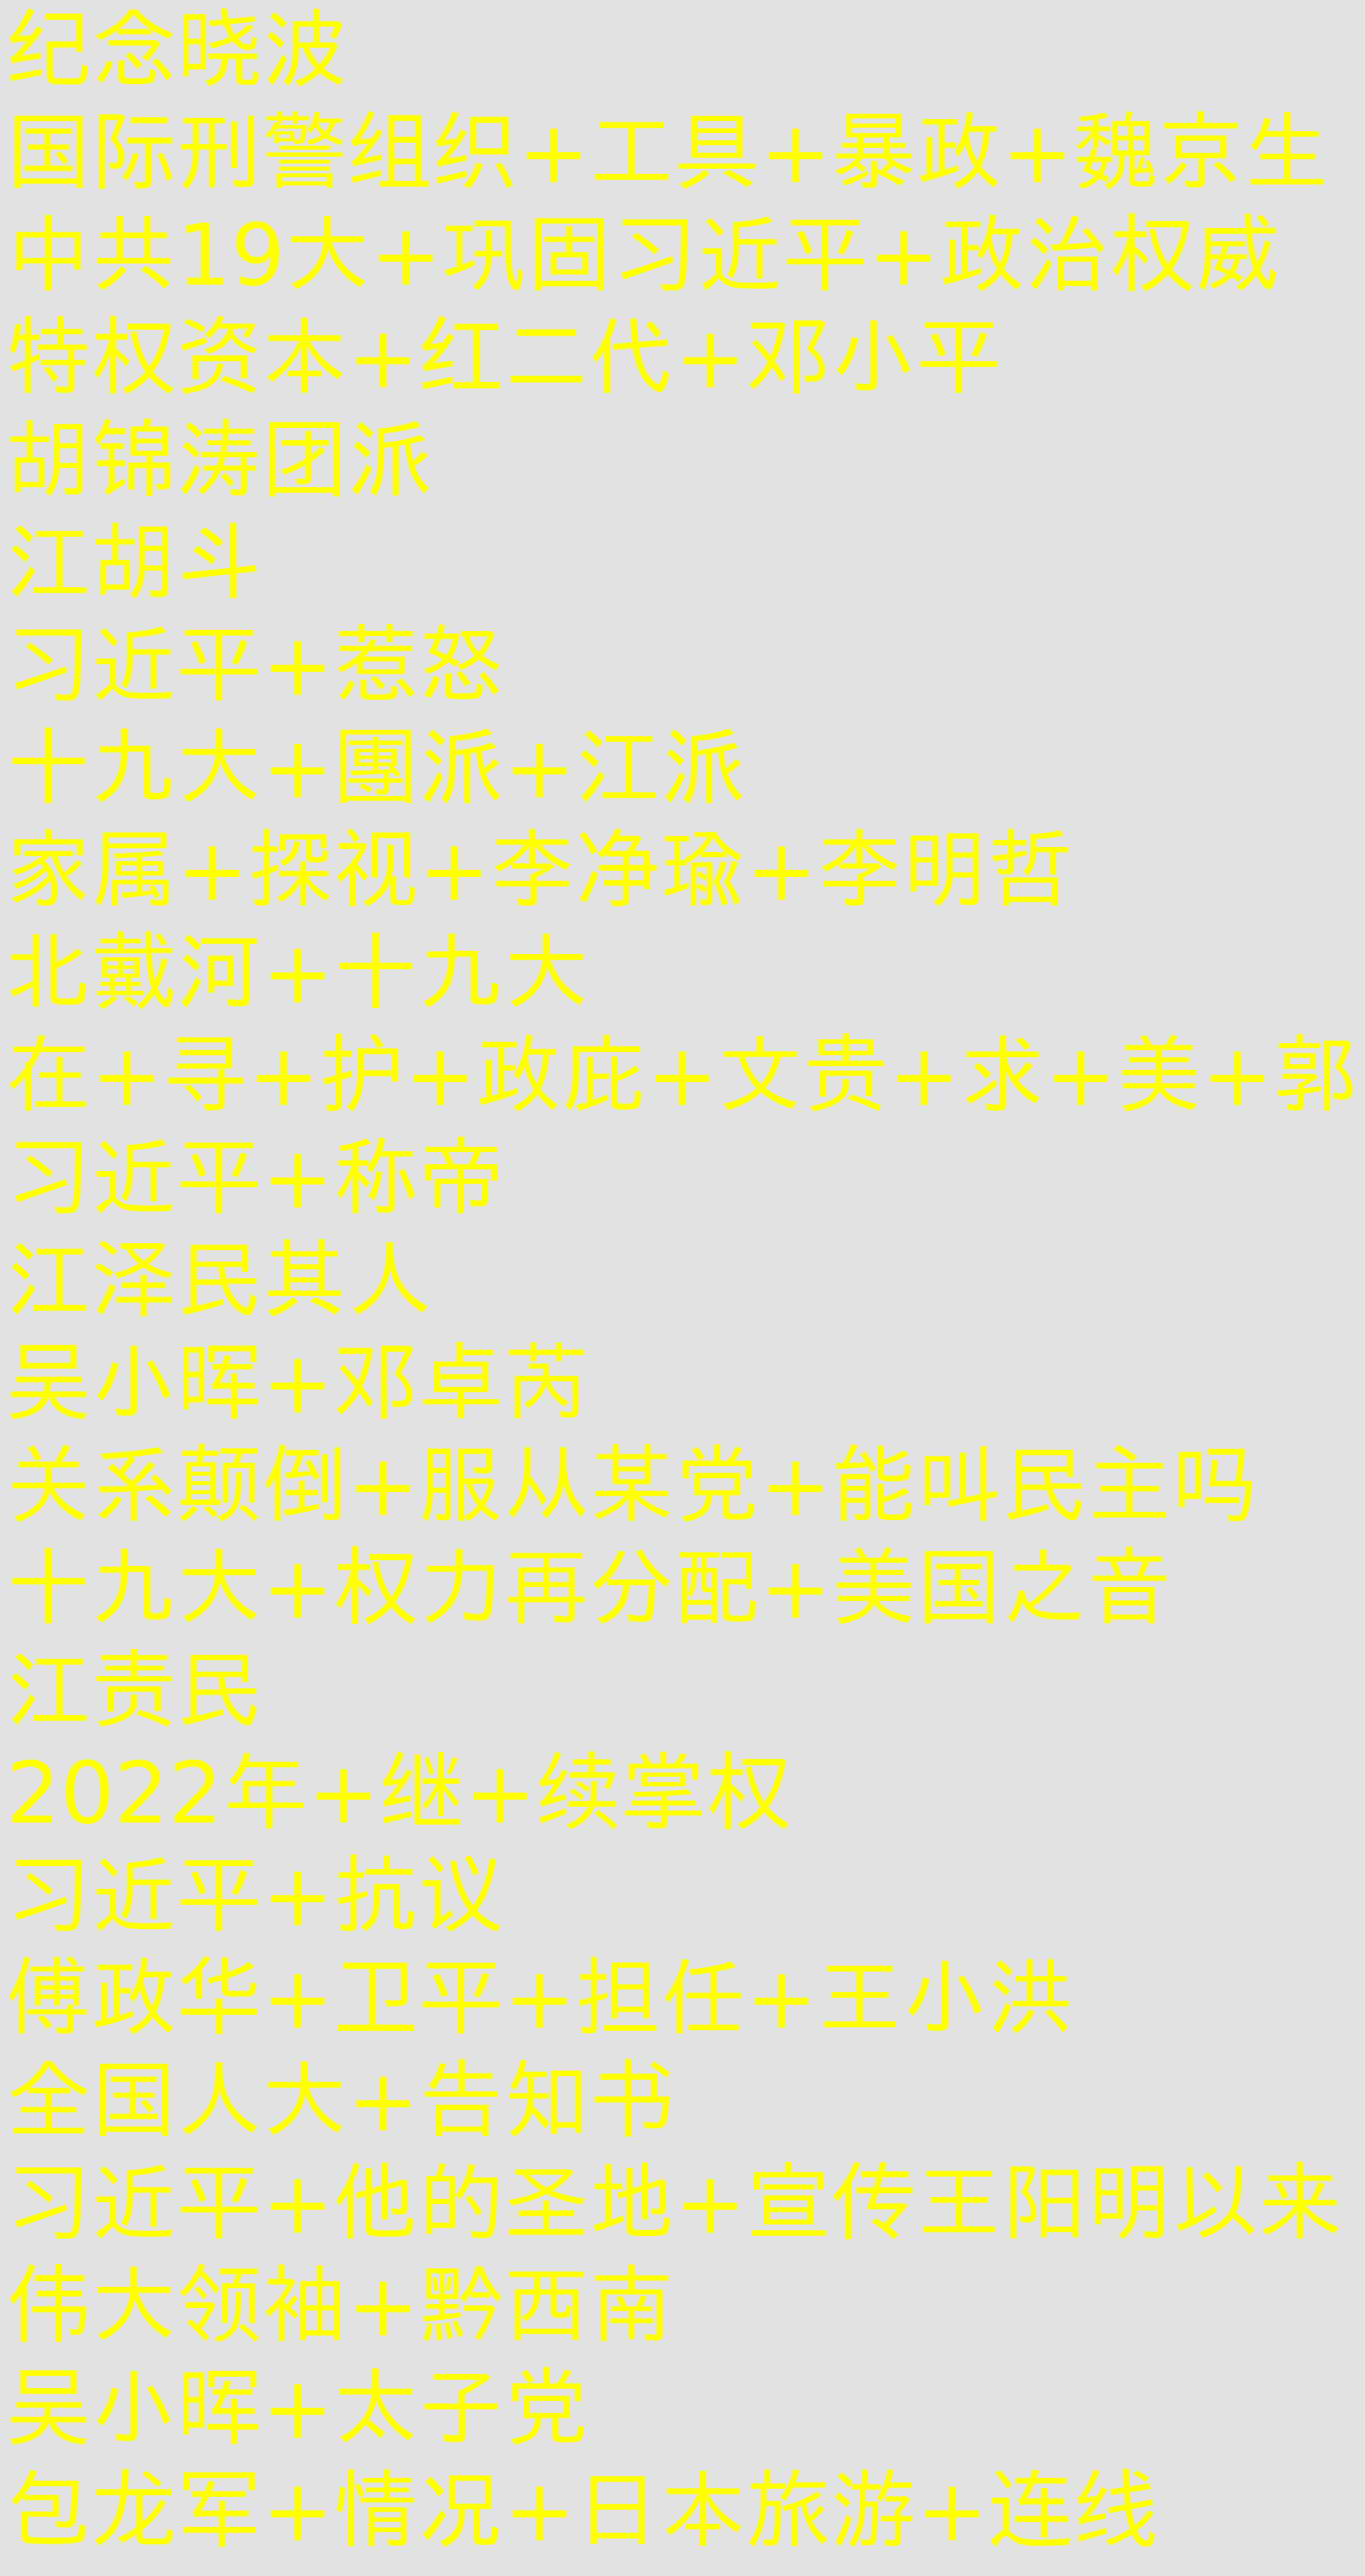 纪念晓波
国际刑警组织+工具+暴政+魏京生
中共19大+巩固习近平+政治权威
特权资本+红二代+邓小平
胡锦涛团派
江胡斗
习近平+惹怒
十九大+團派+江派
家属+探视+李净瑜+李明哲
北戴河+十九大
在+寻+护+政庇+文贵+求+美+郭
习近平+称帝
江泽民其人
吴小晖+邓卓芮
关系颠倒+服从某党+能叫民主吗
十九大+权力再分配+美国之音
江责民
2022年+继+续掌权
习近平+抗议
傅政华+卫平+担任+王小洪
全国人大+告知书
习近平+他的圣地+宣传王阳明以来
伟大领袖+黔西南
吴小晖+太子党
包龙军+情况+日本旅游+连线